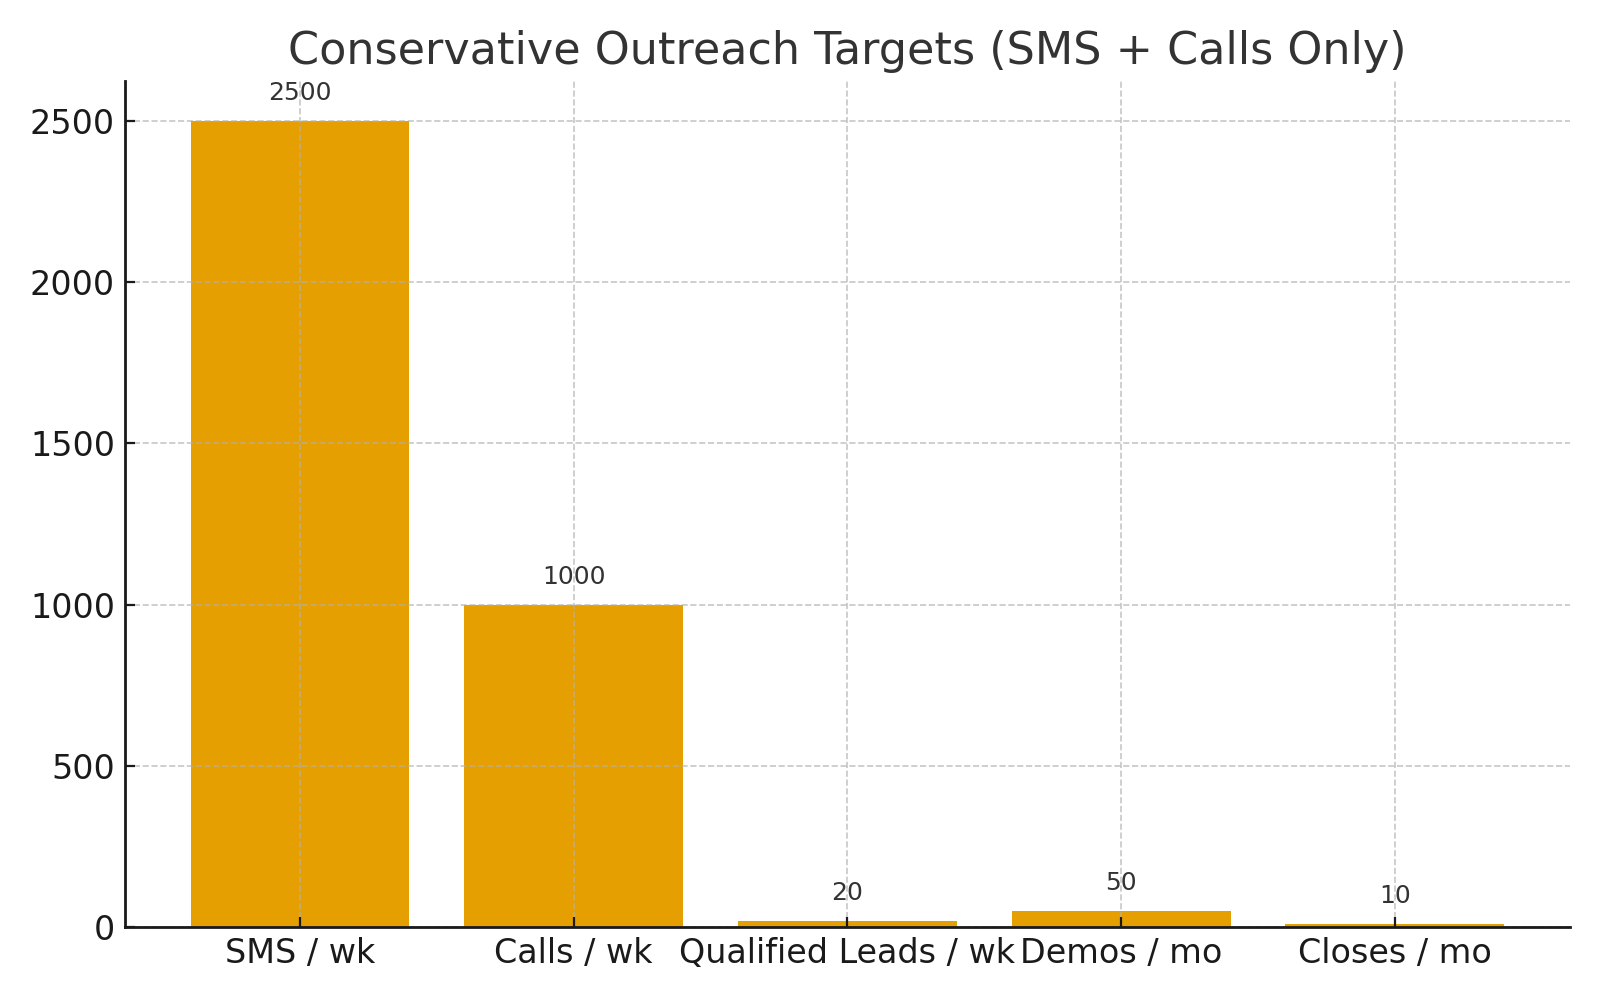 Conservative Outreach Targets (SMS + Calls Only)
2500
2000
1500
1000
500
0
2500
1000
20
50
10
SMS / wk
Calls / wk
Qualified Leads / wk
Demos / mo
Closes / mo